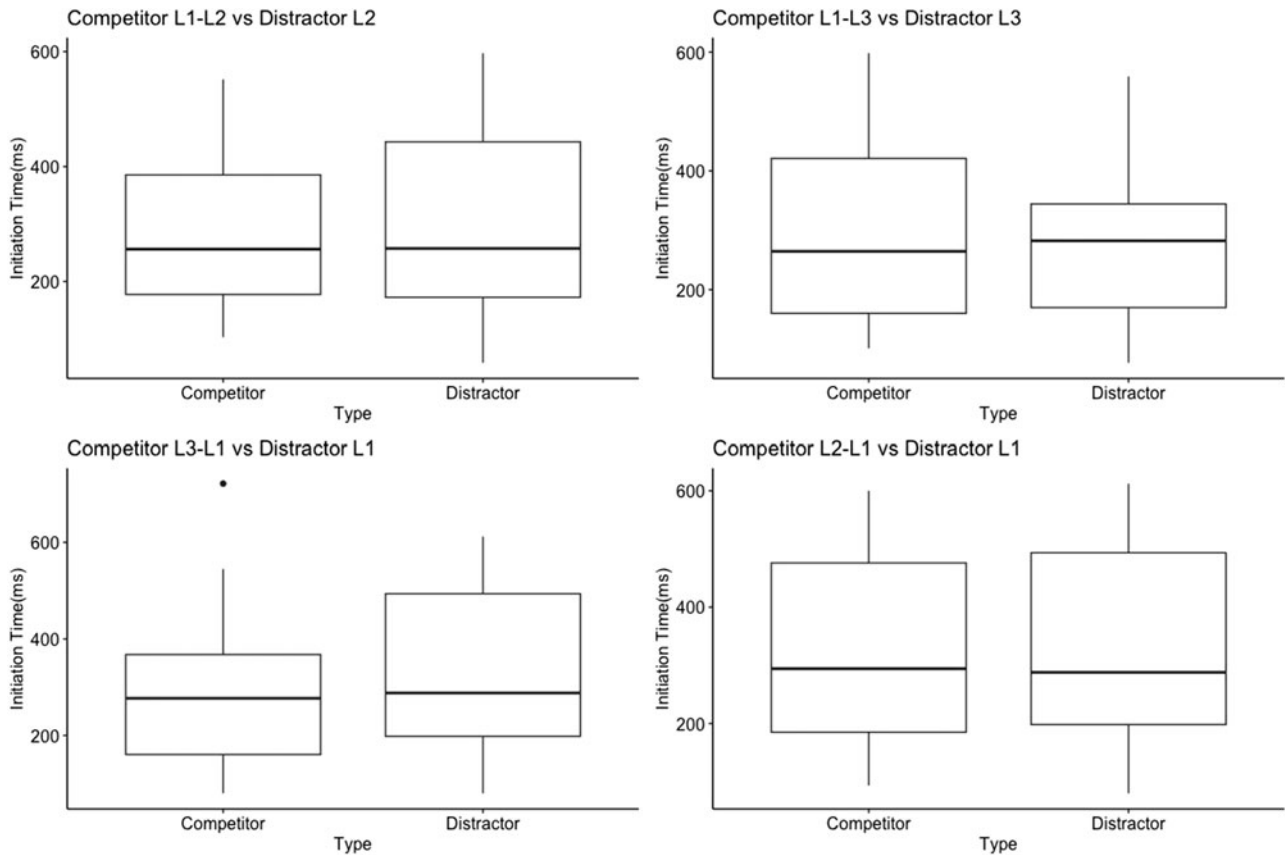 Competitor L1-L2 vs Distractor L2
600
400
200
Initiation Time(ms)
Competitor
Distractor
Type
Competitor L1-L3 vs Distractor L3
600
400
200
Initiation Time(ms)
Competitor
Distractor
Type
Competitor L3-L1 vs Distractor L1
600
400
200
Initiation Time(ms)
Competitor
Distractor
Type
Competitor L2-L1 vs Distractor L1
600
400
200
Initiation Time(ms)
Competitor
Distractor
Type